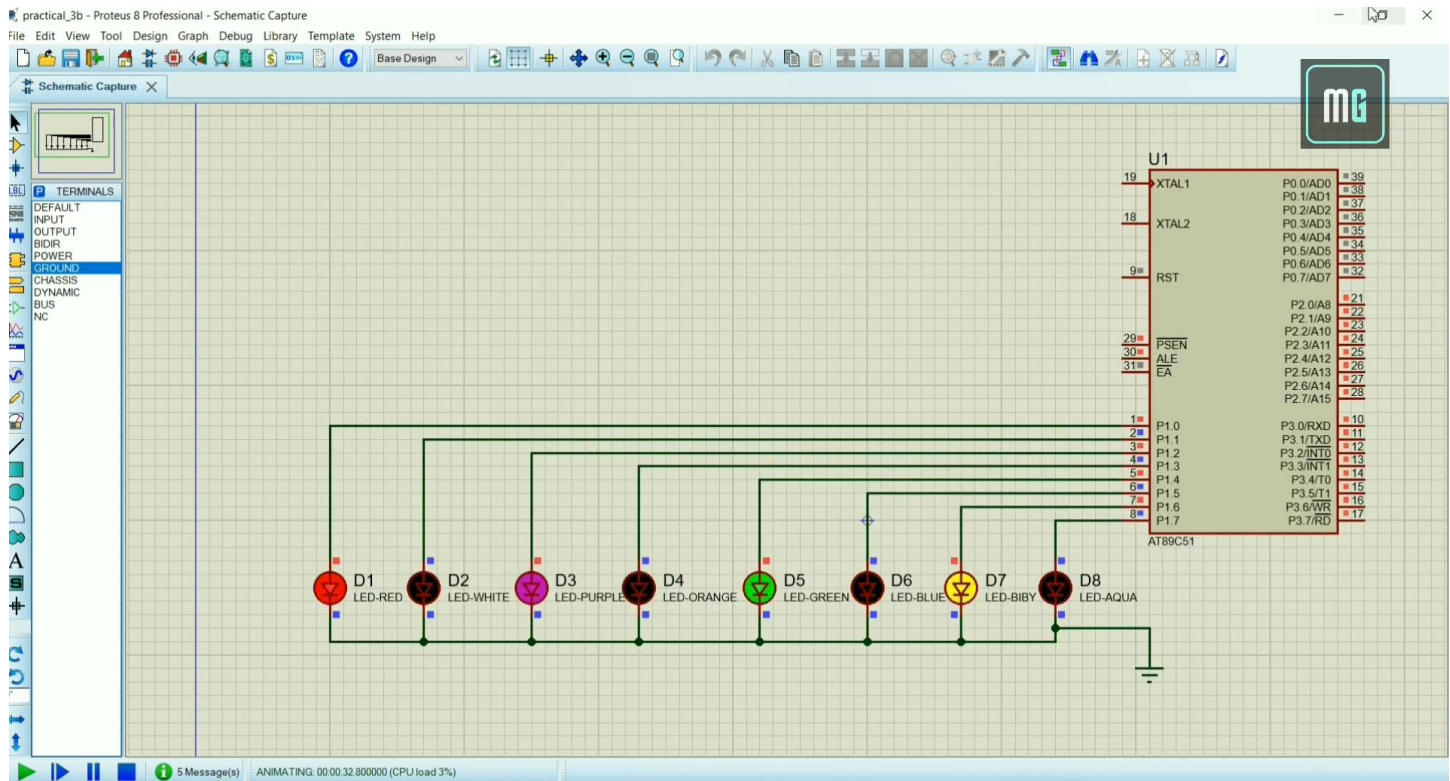 practical_3b - Proteus 8 Professional - Schematic Capture
File Edit View Tool Design Graph Debug Library Template System Help
Base Design
Schematic Capture
MG
P TERMINALS
DEFAULT
INPUT
OUTPUT
BIDIR
POWER
GROUND
CHASSIS
DYNAMIC
BUS
NC
U1
19 XTAL1 P0.0/AD0 39
P0.1/AD1 38
P0.2/AD2 37
18 XTAL2 P0.3/AD3 36
P0.4/AD4 35
P0.5/AD5 34
P0.6/AD6 33
9 RST P0.7/AD7 32
P2.0/A8 21
P2.1/A9 22
P2.2/A10 23
29 PSEN P2.3/A11 24
30 ALE P2.4/A12 25
31 EA P2.5/A13 26
P2.6/A14 27
P2.7/A15 28
1 P1.0 P3.0/RXD 10
2 P1.1 P3.1/TXD 11
3 P1.2 P3.2/INT0 12
4 P1.3 P3.3/INT1 13
5 P1.4 P3.4/T0 14
6 P1.5 P3.5/T1 15
7 P1.6 P3.6/WR 16
8 P1.7 P3.7/RD 17
AT89C51
D1 D2 D3 D4 D5 D6 D7 D8
LED-RED LED-WHITE LED-PURPLE LED-ORANGE LED-GREEN LED-BLUE LED-BIBY LED-AQUA
5 Message(s) ANIMATING: 00:00:32.800000 (CPU load 3%)